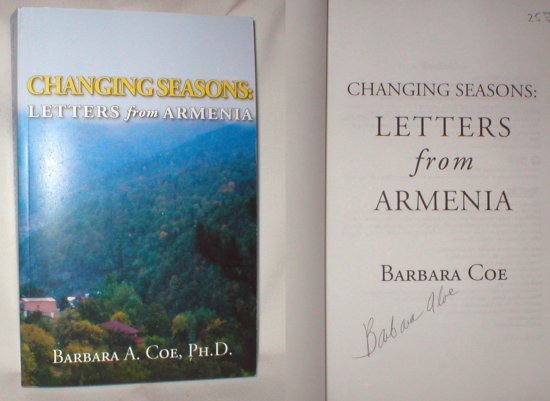 CHANGING SEASONS:
LETTERS from ARMENIA
BARBARA A. COE, PH.D.
CHANGING SEASONS:
LETTERS
from
ARMENIA
BARBARA COE
Barbara A Coe